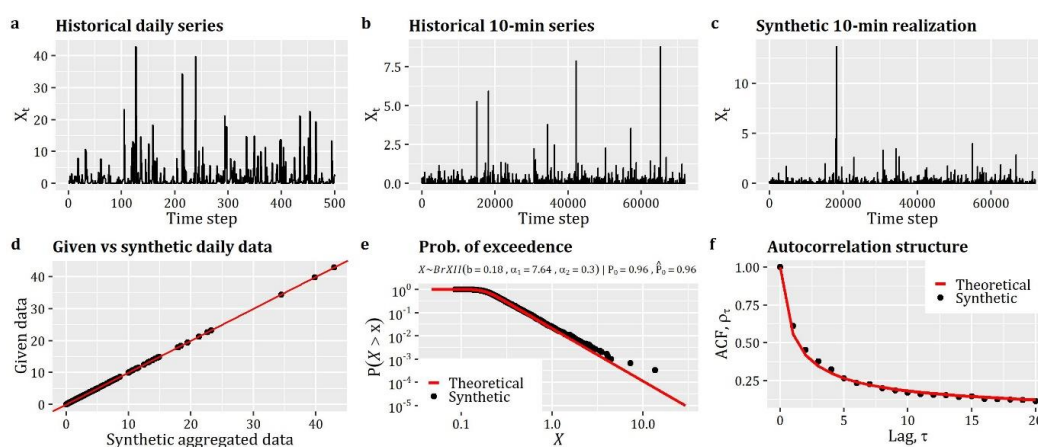 a Historical daily series
X_t
40
30
20
10
0
0 100 200 300 400 500
Time step
b Historical 10-min series
X_t
7.5
5.0
2.5
0.0
0 20000 40000 60000
Time step
c Synthetic 10-min realization
X_t
10
5
0
0 20000 40000 60000
Time step
d Given vs synthetic daily data
Given data
40
30
20
10
0
0 10 20 30 40
Synthetic aggregated data
e Prob. of exceedence
X~BrXII(b = 0.18 , α₁ = 7.64 , α₂ = 0.3) | P₀ = 0.96 , P̂₀ = 0.96
P(X > x)
10⁰
10⁻¹
10⁻²
10⁻³
10⁻⁴
10⁻⁵
Theoretical
Synthetic
0.1 1.0 10.0
X
f Autocorrelation structure
ACF, ρ_τ
1.00
0.75
0.50
0.25
Theoretical
Synthetic
0 5 10 15 20
Lag, τ